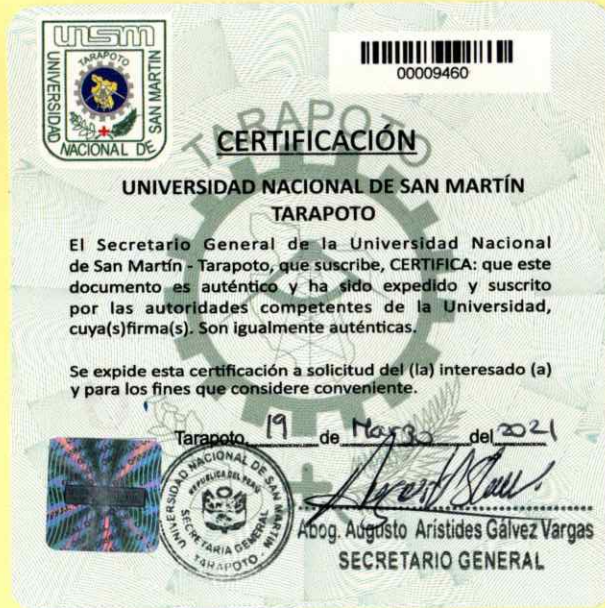 unsm
TARAPOTO
UNIVERSIDAD NACIONAL DE SAN MARTIN
00009460
TARAPOTO
CERTIFICACIÓN
UNIVERSIDAD NACIONAL DE SAN MARTÍN
TARAPOTO
El Secretario General de la Universidad Nacional
de San Martín - Tarapoto, que suscribe, CERTIFICA: que este
documento es auténtico y ha sido expedido y suscrito
por las autoridades competentes de la Universidad,
cuya(s)firma(s). Son igualmente auténticas.
Se expide esta certificación a solicitud del (la) interesado (a)
y para los fines que considere conveniente.
Tarapoto, 19 de Marzo del 2021
UNIVERSIDAD NACIONAL DE SAN MARTIN
REPUBLICA DEL PERÚ
SECRETARIA GENERAL
TARAPOTO
Abog. Augusto Arístides Gálvez Vargas
SECRETARIO GENERAL